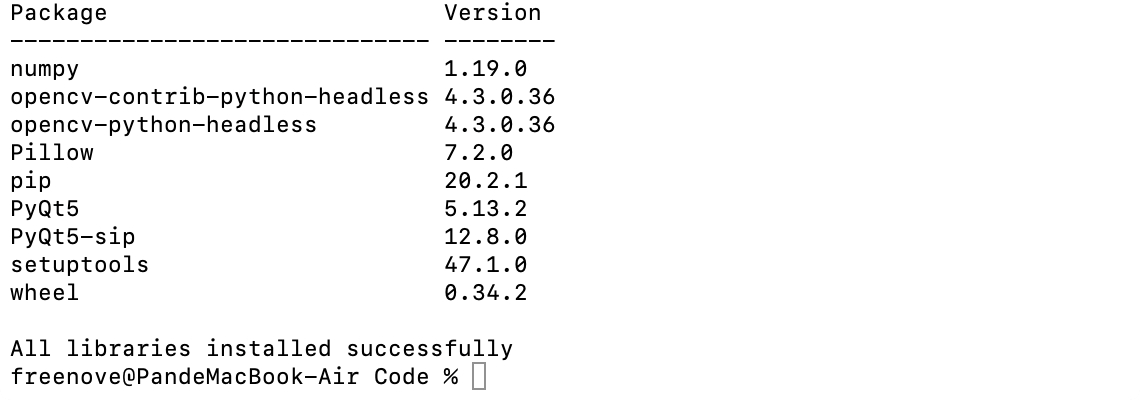 Package                        Version
------------------------------ --------
numpy                          1.19.0
opencv-contrib-python-headless 4.3.0.36
opencv-python-headless         4.3.0.36
Pillow                         7.2.0
pip                            20.2.1
PyQt5                          5.13.2
PyQt5-sip                      12.8.0
setuptools                     47.1.0
wheel                          0.34.2

All libraries installed successfully
freenove@PandeMacBook-Air Code %